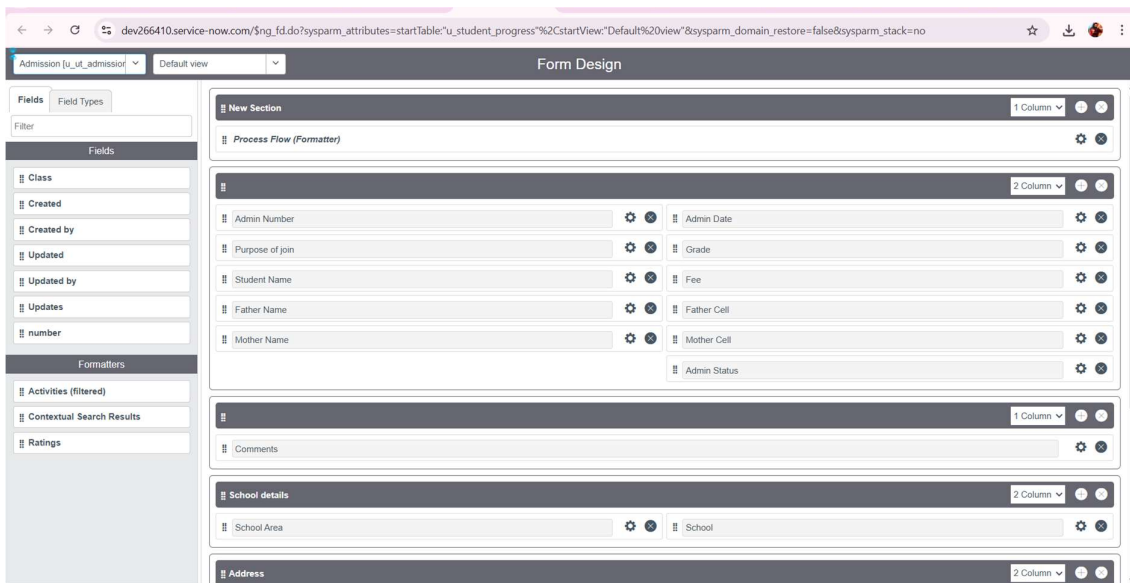 dev266410.service-now.com/$ng_fd.do?sysparm_attributes=startTable:"u_student_progress"%2CstartView:"Default%20view"&sysparm_domain_restore=false&sysparm_stack=no
Admission [u_ut_admission
Default view
Form Design
Fields
Field Types
Filter
Fields
Class
Created
Created by
Updated
Updated by
Updates
number
Formatters
Activities (filtered)
Contextual Search Results
Ratings
New Section
1 Column
Process Flow (Formatter)
2 Column
Admin Number
Admin Date
Purpose of join
Grade
Student Name
Fee
Father Name
Father Cell
Mother Name
Mother Cell
Admin Status
1 Column
Comments
School details
2 Column
School Area
School
Address
2 Column